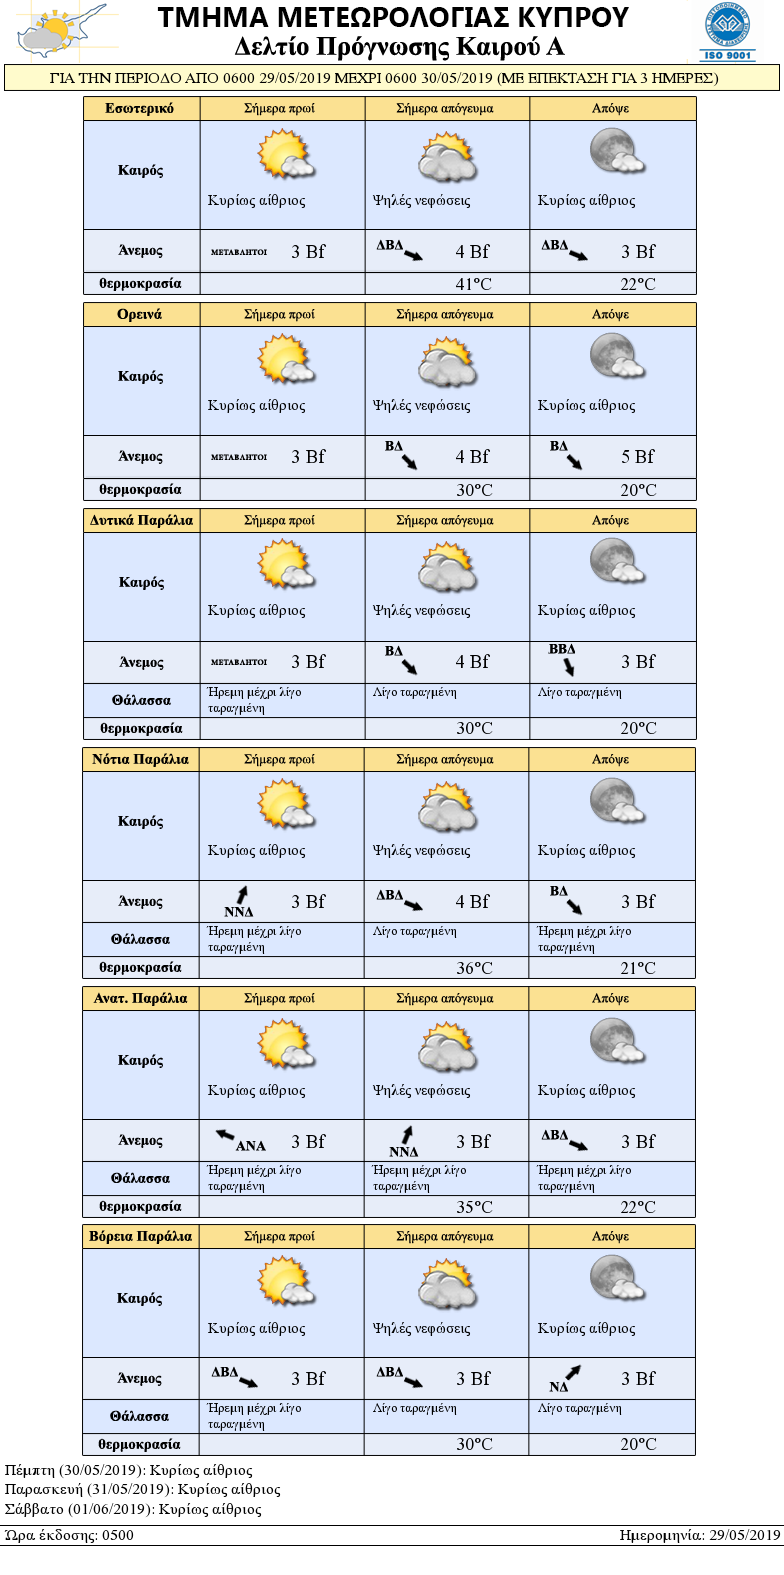 ΤΜΗΜΑ ΜΕΤΕΩΡΟΛΟΓΙΑΣ ΚΥΠΡΟΥ
Δελτίο Πρόγνωσης Καιρού Α
ISO 9001
ΓΙΑ ΤΗΝ ΠΕΡΙΟΔΟ ΑΠΟ 0600 29/05/2019 ΜΕΧΡΙ 0600 30/05/2019 (ΜΕ ΕΠΕΚΤΑΣΗ ΓΙΑ 3 ΗΜΕΡΕΣ)
Εσωτερικό Σήμερα πρωί Σήμερα απόγευμα Απόψε
Καιρός
Κυρίως αίθριος Ψηλές νεφώσεις Κυρίως αίθριος
Άνεμος ΜΕΤΑΒΛΗΤΟΙ 3 Bf ΔΒΔ 4 Bf ΔΒΔ 3 Bf
θερμοκρασία 41°C 22°C
Ορεινά Σήμερα πρωί Σήμερα απόγευμα Απόψε
Καιρός
Κυρίως αίθριος Ψηλές νεφώσεις Κυρίως αίθριος
Άνεμος ΜΕΤΑΒΛΗΤΟΙ 3 Bf ΒΔ 4 Bf ΒΔ 5 Bf
θερμοκρασία 30°C 20°C
Δυτικά Παράλια Σήμερα πρωί Σήμερα απόγευμα Απόψε
Καιρός
Κυρίως αίθριος Ψηλές νεφώσεις Κυρίως αίθριος
Άνεμος ΜΕΤΑΒΛΗΤΟΙ 3 Bf ΒΔ 4 Bf ΒΒΔ 3 Bf
Θάλασσα Ήρεμη μέχρι λίγο Λίγο ταραγμένη Λίγο ταραγμένη
ταραγμένη
θερμοκρασία 30°C 20°C
Νότια Παράλια Σήμερα πρωί Σήμερα απόγευμα Απόψε
Καιρός
Κυρίως αίθριος Ψηλές νεφώσεις Κυρίως αίθριος
Άνεμος ΝΝΔ 3 Bf ΔΒΔ 4 Bf ΒΔ 3 Bf
Θάλασσα Ήρεμη μέχρι λίγο Λίγο ταραγμένη Ήρεμη μέχρι λίγο
ταραγμένη ταραγμένη
θερμοκρασία 36°C 21°C
Ανατ. Παράλια Σήμερα πρωί Σήμερα απόγευμα Απόψε
Καιρός
Κυρίως αίθριος Ψηλές νεφώσεις Κυρίως αίθριος
Άνεμος ΑΝΑ 3 Bf ΝΝΔ 3 Bf ΔΒΔ 3 Bf
Θάλασσα Ήρεμη μέχρι λίγο Ήρεμη μέχρι λίγο Ήρεμη μέχρι λίγο
ταραγμένη ταραγμένη ταραγμένη
θερμοκρασία 35°C 22°C
Βόρεια Παράλια Σήμερα πρωί Σήμερα απόγευμα Απόψε
Καιρός
Κυρίως αίθριος Ψηλές νεφώσεις Κυρίως αίθριος
Άνεμος ΔΒΔ 3 Bf ΔΒΔ 3 Bf ΝΔ 3 Bf
Θάλασσα Ήρεμη μέχρι λίγο Λίγο ταραγμένη Λίγο ταραγμένη
ταραγμένη
θερμοκρασία 30°C 20°C
Πέμπτη (30/05/2019): Κυρίως αίθριος
Παρασκευή (31/05/2019): Κυρίως αίθριος
Σάββατο (01/06/2019): Κυρίως αίθριος
Ώρα έκδοσης: 0500 Ημερομηνία: 29/05/2019